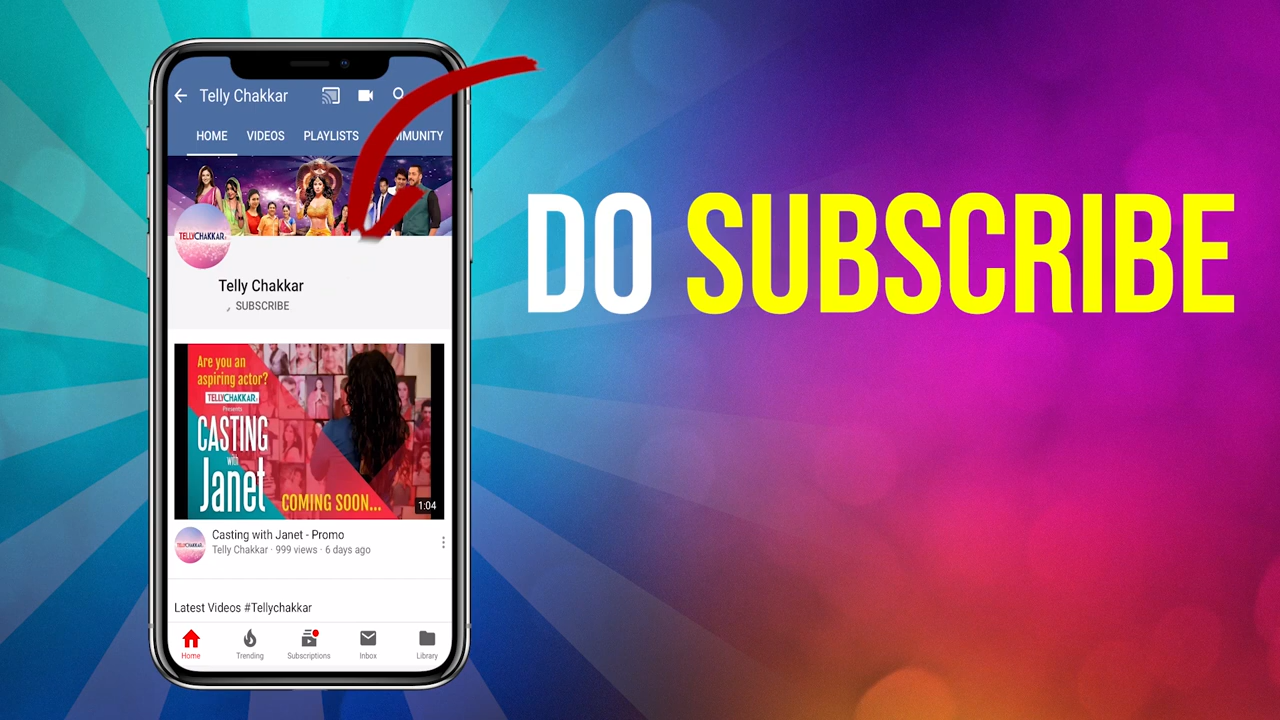 Telly Chakkar
HOME VIDEOS PLAYLISTS MMUNITY
TELLYCHAKKAR
Telly Chakkar
SUBSCRIBE
DO SUBSCRIBE
Are you an
aspiring actor?
TELLYCHAKKAR
Presents
CASTING
with
Janet
COMING SOON...
1:04
TELLYCHAKKAR
Casting with Janet - Promo
Telly Chakkar · 999 views · 6 days ago
Latest Videos #Tellychakkar
Home Trending Subscriptions Inbox Library